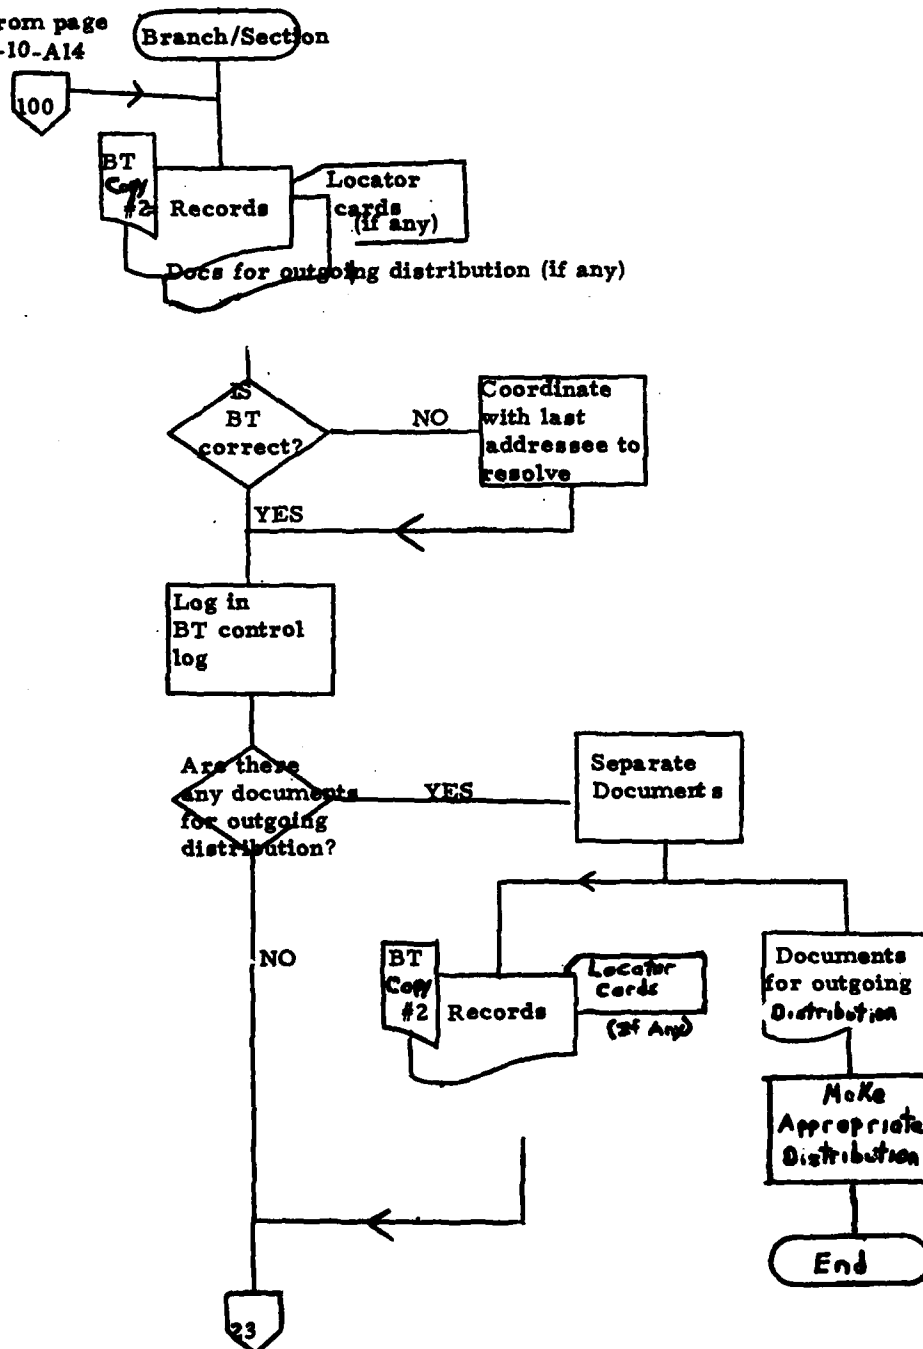 rom page
-10-A14
Branch/Section
100
BT
Copy
#2
Records
Locator
cards
(if any)
Docs for outgoing distribution (if any)
IS
BT
correct?
NO
Coordinate
with last
addressee to
resolve
YES
Log in
BT control
log
Are there
any documents
for outgoing
distribution?
YES
Separate
Documents
NO
BT
Copy
#2
Records
Locator
Cards
(If Any)
Documents
for outgoing
Distribution
Make
Appropriate
Distribution
End
23